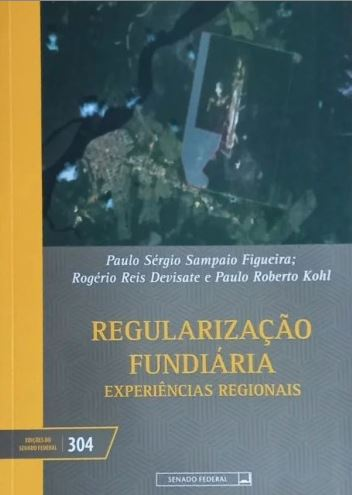 Paulo Sérgio Sampaio Figueira;
Rogério Reis Devisate e Paulo Roberto Kohl
REGULARIZAÇÃO
FUNDIÁRIA
EXPERIÊNCIAS REGIONAIS
EDIÇÕES DO
SENADO FEDERAL
304
SENADO FEDERAL